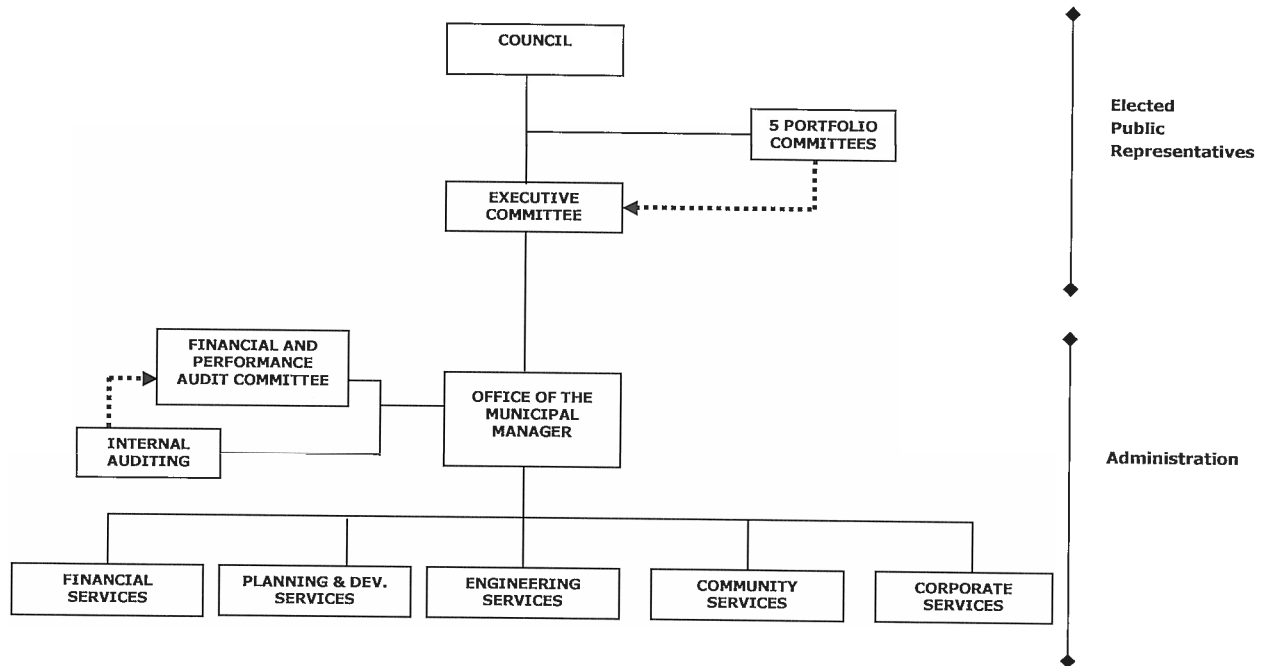 COUNCIL
5 PORTFOLIO
COMMITTEES
Elected
Public
Representatives
EXECUTIVE
COMMITTEE
FINANCIAL AND
PERFORMANCE
AUDIT COMMITTEE
OFFICE OF THE
MUNICIPAL
MANAGER
INTERNAL
AUDITING
Administration
FINANCIAL
SERVICES
PLANNING & DEV.
SERVICES
ENGINEERING
SERVICES
COMMUNITY
SERVICES
CORPORATE
SERVICES